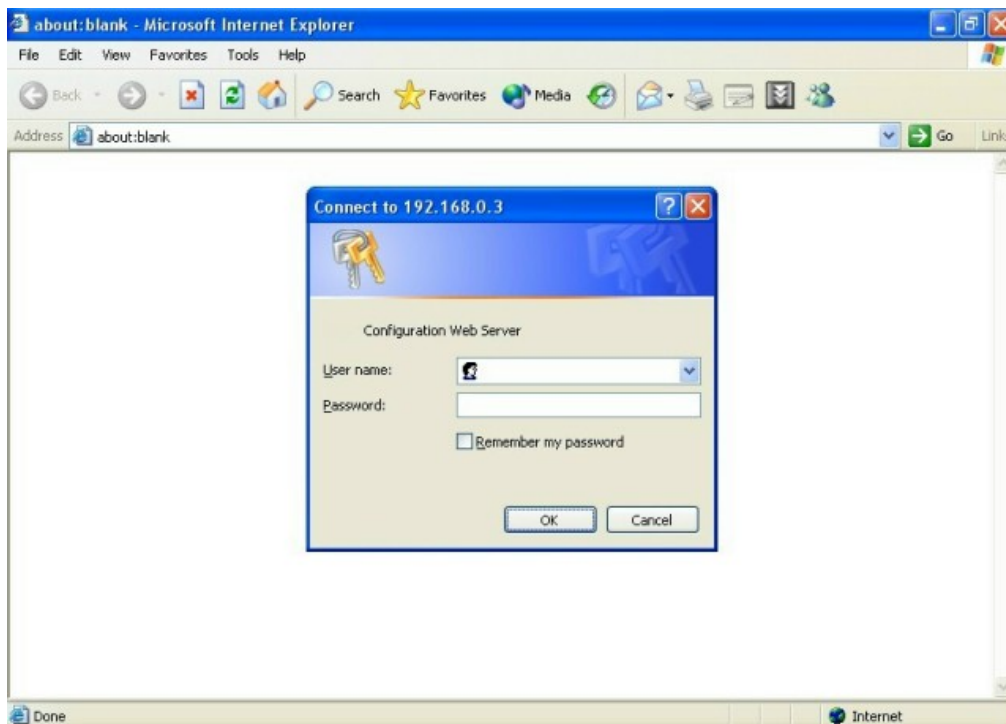 about:blank - Microsoft Internet Explorer
File Edit View Favorites Tools Help
Back Search Favorites Media
Address about:blank Go Link
Connect to 192.168.0.3
Configuration Web Server
User name:
Password:
Remember my password
OK Cancel
Done Internet